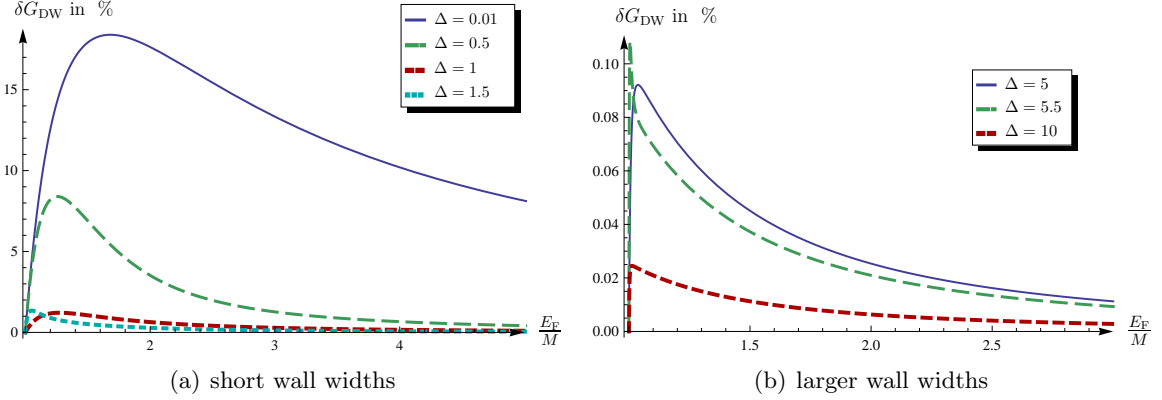 δG_DW in %
Δ = 0.01
Δ = 0.5
Δ = 1
Δ = 1.5
15
10
5
0
2
4
E_F
M
(a) short wall widths
δG_DW in %
Δ = 5
Δ = 5.5
Δ = 10
0.10
0.08
0.06
0.04
0.02
0.00
1.5
2.0
2.5
E_F
M
(b) larger wall widths